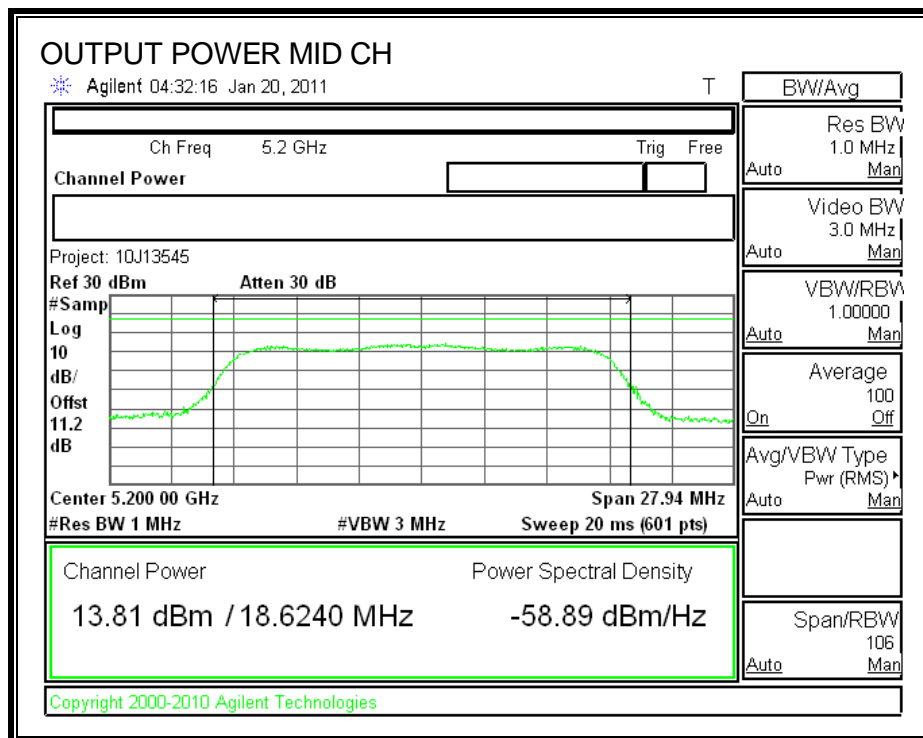 OUTPUT POWER MID CH
Agilent 04:32:16 Jan 20, 2011 T
Ch Freq 5.2 GHz Trig Free
Channel Power
Project: 10J13545
Ref 30 dBm Atten 30 dB
#Samp
Log
10
dB/
Offst
11.2
dB
Center 5.200 00 GHz Span 27.94 MHz
#Res BW 1 MHz #VBW 3 MHz Sweep 20 ms (601 pts)
Channel Power Power Spectral Density
13.81 dBm / 18.6240 MHz -58.89 dBm/Hz
Copyright 2000-2010 Agilent Technologies
BW/Avg
Res BW
1.0 MHz
Auto Man
Video BW
3.0 MHz
Auto Man
VBW/RBW
1.00000
Auto Man
Average
100
On Off
Avg/VBW Type
Pwr (RMS)
Auto Man
Span/RBW
106
Auto Man